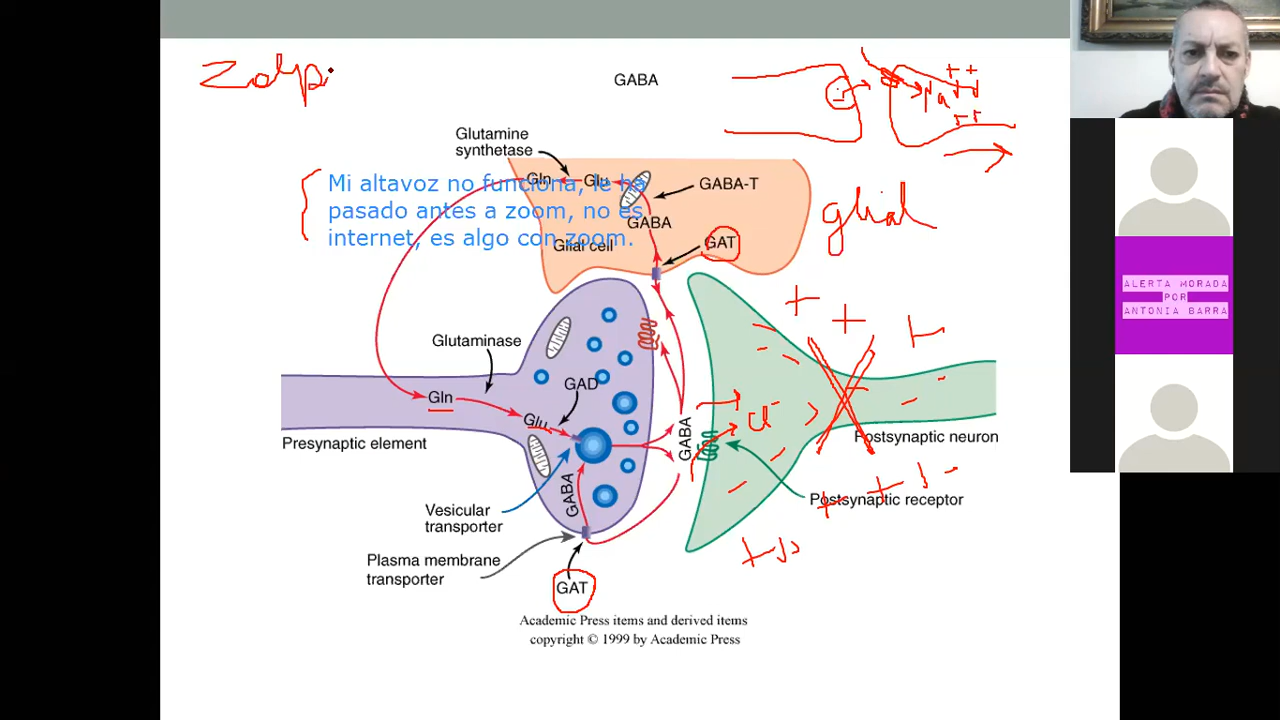 Zolpi
GABA
Na
++
++
Glutamine
synthetase
Gln
Glu
GABA-T
Mi altavoz no funciona, le ha
pasado antes a zoom, no es
internet, es algo con zoom.
GABA
Glial cell
GAT
glial
ALERTA MORADA
POR
ANTONIA BARRA
Glutaminase
GAD
Gln
Glu
GABA
Cl-
Presynaptic element
Postsynaptic neuron
GABA
Vesicular
transporter
Postsynaptic receptor
Plasma membrane
transporter
GAT
Academic Press items and derived items
copyright © 1999 by Academic Press